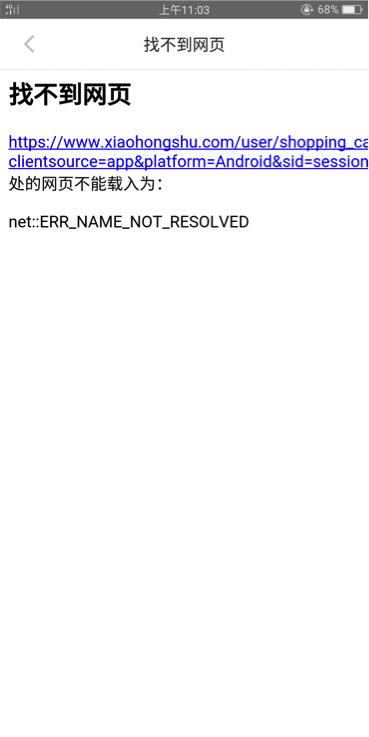 4G 上午11:03 68%
找不到网页
找不到网页
https://www.xiaohongshu.com/user/shopping_ca
clientsource=app&platform=Android&sid=session
处的网页不能载入为：
net::ERR_NAME_NOT_RESOLVED